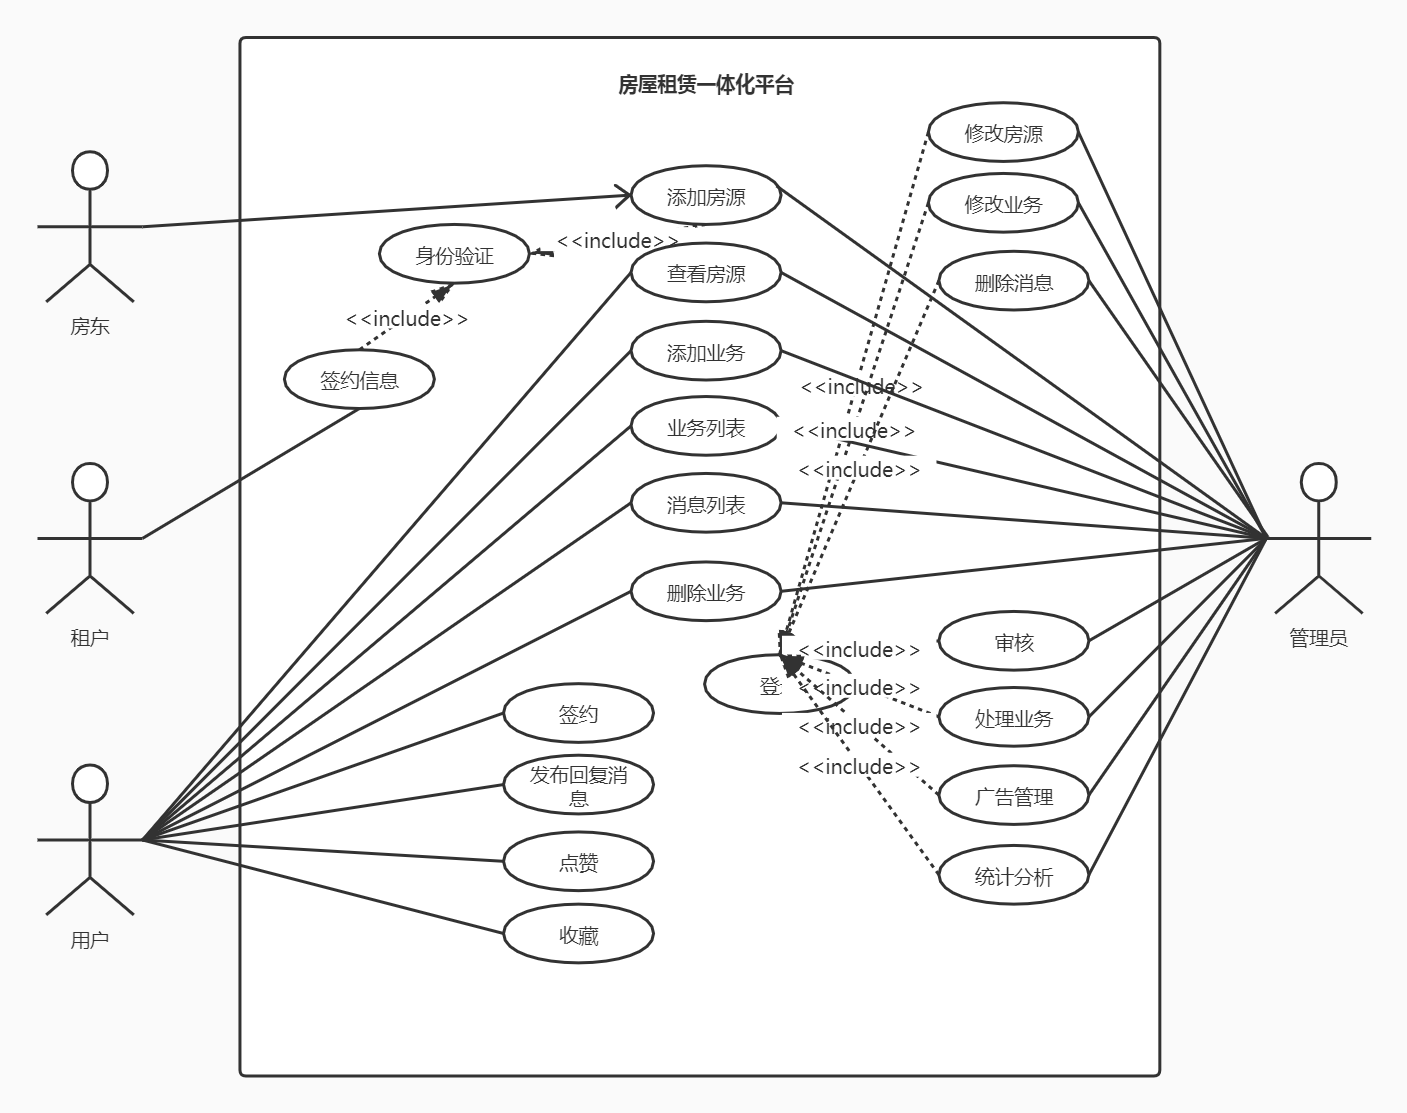 房屋租赁一体化平台
修改房源
添加房源
修改业务
<<include>>
身份验证
查看房源
删除消息
房东
<<include>>
添加业务
签约信息
<<include>>
业务列表
<<include>>
<<include>>
消息列表
删除业务
租户
管理员
审核
<<include>>
登
<<include>>
签约
处理业务
<<include>>
发布回复消
息
<<include>>
广告管理
点赞
统计分析
用户
收藏